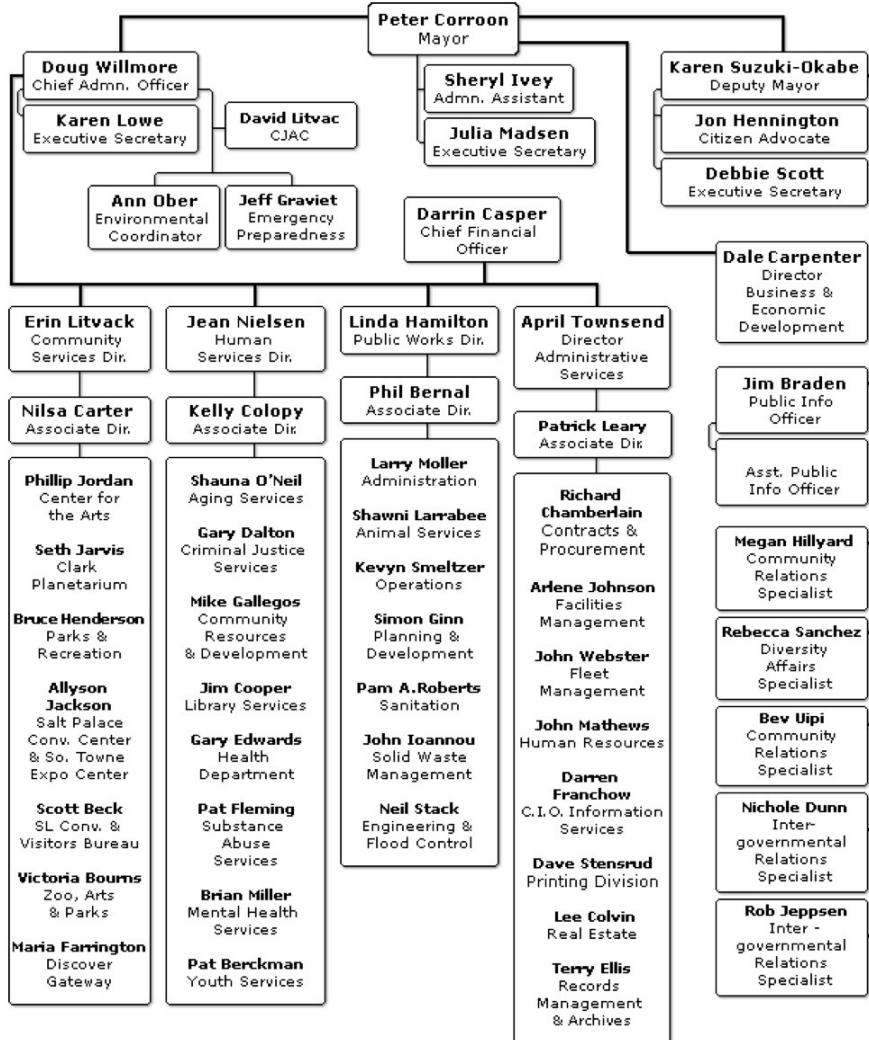 Peter Corroon
Mayor
Doug Willmore
Chief Admn. Officer
Karen Lowe
Executive Secretary
David Litvac
CJAC
Ann Ober
Environmental
Coordinator
Jeff Graviet
Emergency
Preparedness
Sheryl Ivey
Admn. Assistant
Julia Madsen
Executive Secretary
Karen Suzuki-Okabe
Deputy Mayor
Jon Hennington
Citizen Advocate
Debbie Scott
Executive Secretary
Darrin Casper
Chief Financial
Officer
Dale Carpenter
Director
Business &
Economic
Development
Erin Litvack
Community
Services Dir.
Nilsa Carter
Associate Dir.
Phillip Jordan
Center for
the Arts
Seth Jarvis
Clark
Planetarium
Bruce Henderson
Parks &
Recreation
Allyson
Jackson
Salt Palace
Conv. Center
& So. Towne
Expo Center
Scott Beck
SL Conv. &
Visitors Bureau
Victoria Bourns
Zoo, Arts
& Parks
Maria Farrington
Discover
Gateway
Jean Nielsen
Human
Services Dir.
Kelly Colopy
Associate Dir.
Shauna O'Neil
Aging Services
Gary Dalton
Criminal Justice
Services
Mike Gallegos
Community
Resources
& Development
Jim Cooper
Library Services
Gary Edwards
Health
Department
Pat Fleming
Substance
Abuse
Services
Brian Miller
Mental Health
Services
Pat Berckman
Youth Services
Linda Hamilton
Public Works Dir.
Phil Bernal
Associate Dir.
Larry Moller
Administration
Shawni Larrabee
Animal Services
Kevyn Smeltzer
Operations
Simon Ginn
Planning &
Development
Pam A.Roberts
Sanitation
John Ioannou
Solid Waste
Management
Neil Stack
Engineering &
Flood Control
April Townsend
Director
Administrative
Services
Patrick Leary
Associate Dir.
Richard
Chamberlain
Contracts &
Procurement
Arlene Johnson
Facilities
Management
John Webster
Fleet
Management
John Mathews
Human Resources
Darren
Franchow
C.I.O. Information
Services
Dave Stensrud
Printing Division
Lee Colvin
Real Estate
Terry Ellis
Records
Management
& Archives
Jim Braden
Public Info
Officer
Asst. Public
Info Officer
Megan Hillyard
Community
Relations
Specialist
Rebecca Sanchez
Diversity
Affairs
Specialist
Bev Uipi
Community
Relations
Specialist
Nichole Dunn
Inter-
governmental
Relations
Specialist
Rob Jeppsen
Inter -
governmental
Relations
Specialist